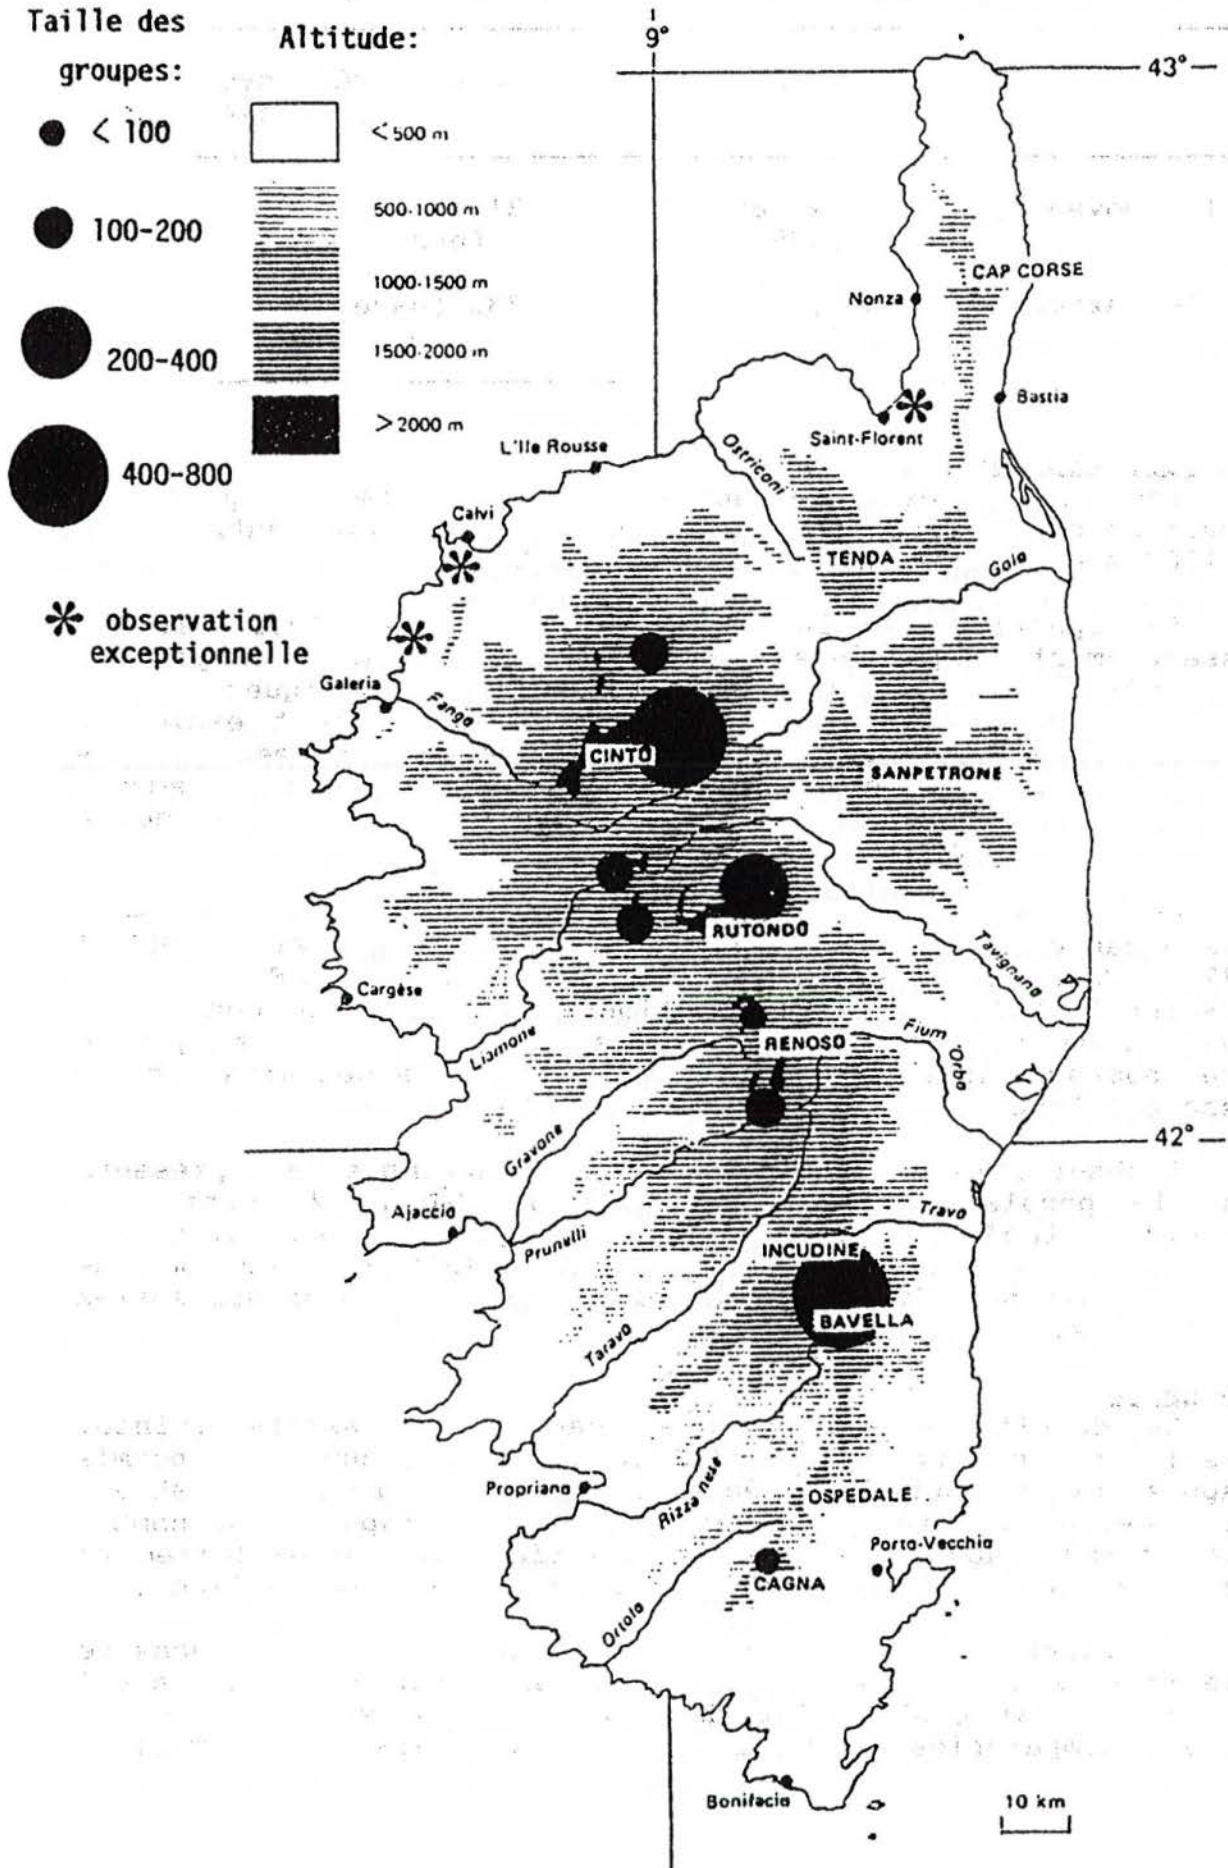 Taille des
groupes:
< 100
100-200
200-400
400-800
observation
exceptionnelle
Altitude:
< 500 m
500-1000 m
1000-1500 m
1500-2000 m
> 2000 m
9°
43°
CAP CORSE
Nonza
Bastia
Saint-Florent
L'Ile Rousse
Ostriconi
Calvi
TENDA
Golo
Galeria
Fango
CINTO
SANPETRONE
RUTONDO
Tavignano
Cargèse
Liamone
RENOSO
Fium 'Orbo
Gravone
42°
Ajaccio
Prunelli
Travo
INCUDINE
Taravo
BAVELLA
Propriano
Rizzanese
OSPEDALE
Porto-Vecchio
CAGNA
Ortolo
Bonifacio
10 km